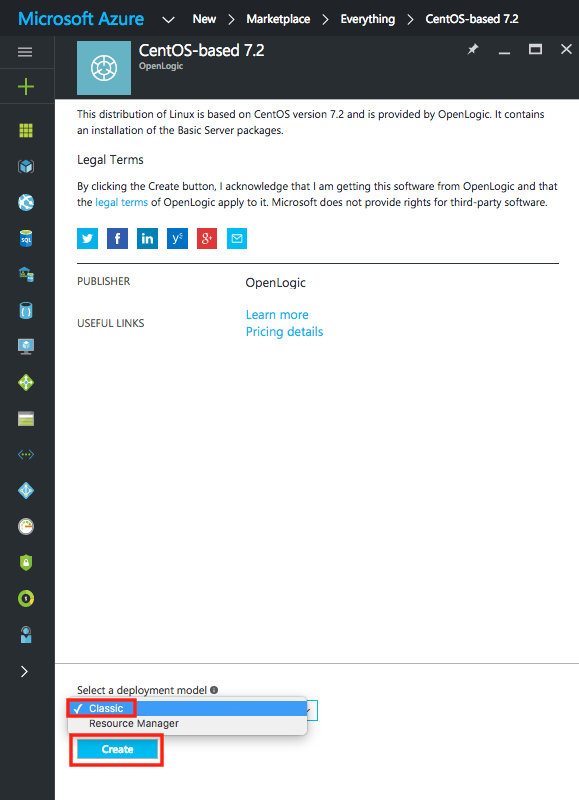 Microsoft Azure New Marketplace Everything CentOS-based 7.2
CentOS-based 7.2
OpenLogic
This distribution of Linux is based on CentOS version 7.2 and is provided by OpenLogic. It contains
an installation of the Basic Server packages.
Legal Terms
By clicking the Create button, I acknowledge that I am getting this software from OpenLogic and that
the legal terms of OpenLogic apply to it. Microsoft does not provide rights for third-party software.
PUBLISHER OpenLogic
USEFUL LINKS Learn more
Pricing details
Select a deployment model
Classic
Resource Manager
Create